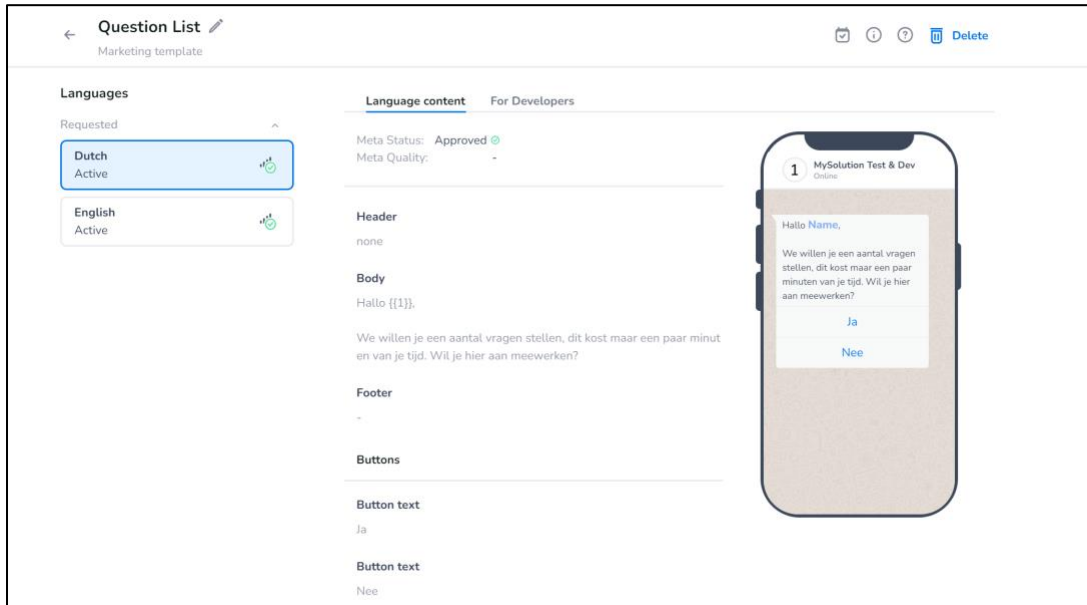 Question List
Marketing template
Delete
Languages
Requested
Dutch
Active
English
Active
Language content
For Developers
Meta Status: Approved
Meta Quality: -
Header
none
Body
Hallo {{1}},
We willen je een aantal vragen stellen, dit kost maar een paar minut
en van je tijd. Wil je hier aan meewerken?
Footer
-
Buttons
Button text
Ja
Button text
Nee
1
MySolution Test & Dev
Online
Hallo Name,
We willen je een aantal vragen
stellen, dit kost maar een paar
minuten van je tijd. Wil je hier
aan meewerken?
Ja
Nee